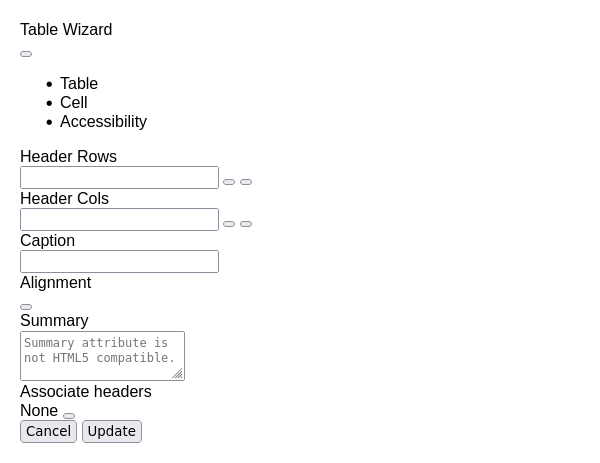 Table Wizard
Table
Cell
Accessibility
Header Rows
Header Cols
Caption
Alignment
Summary
Summary attribute is
not HTML5 compatible.
Associate headers
None
Cancel Update